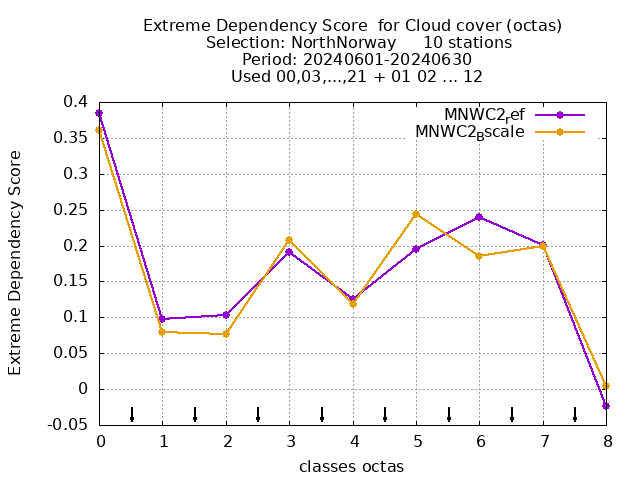 Extreme Dependency Score  for Cloud cover (octas)
Selection: NorthNorway     10 stations
Period: 20240601-20240630
Used 00,03,...,21 + 01 02 ... 12
MNWC2ref
MNWC2Bscale
Extreme Dependency Score
0.4
0.35
0.3
0.25
0.2
0.15
0.1
0.05
0
-0.05
0 1 2 3 4 5 6 7 8
classes octas